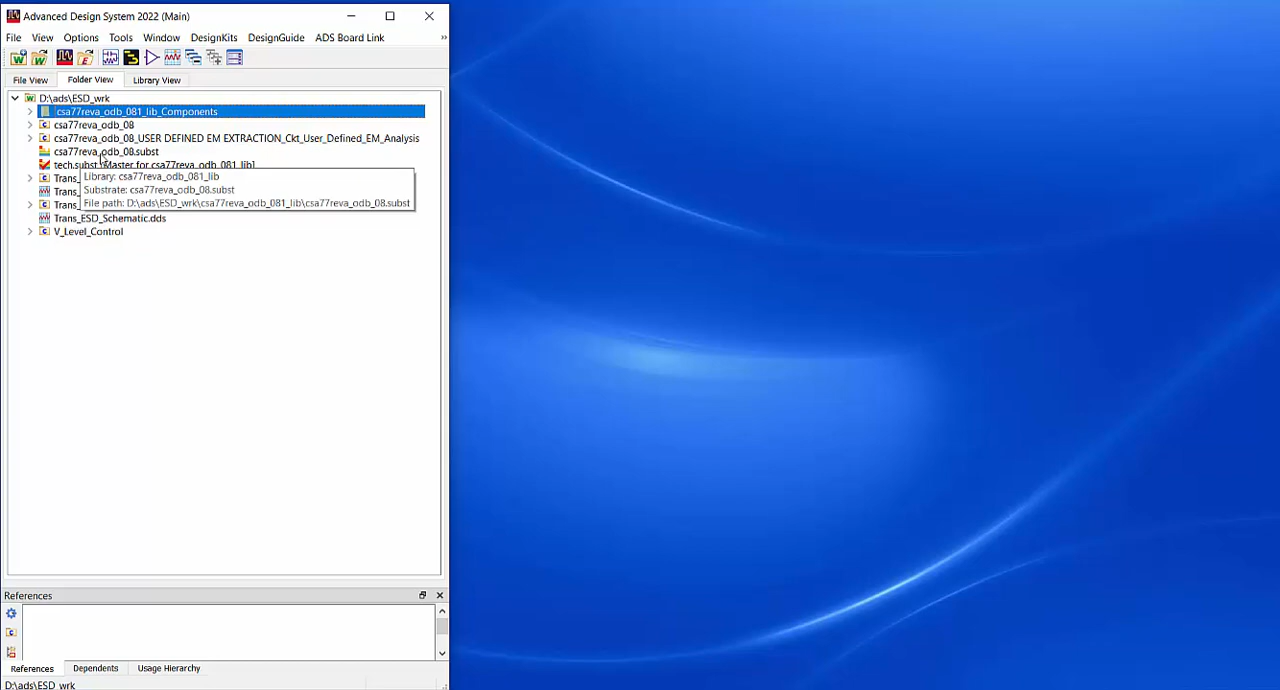 Advanced Design System 2022 (Main)
File View Options Tools Window DesignKits DesignGuide ADS Board Link »
File View Folder View Library View
D:\ads\ESD_wrk
csa77reva_odb_081_lib_Components
csa77reva_odb_08
csa77reva_odb_08_USER DEFINED EM EXTRACTION_Ckt_User_Defined_EM_Analysis
csa77reva_odb_08.subst
tech.subst [Master for csa77reva_odb_081_lib]
Trans_
Library: csa77reva_odb_081_lib
Trans_
Substrate: csa77reva_odb_08.subst
Trans_
File path: D:\ads\ESD_wrk\csa77reva_odb_081_lib\csa77reva_odb_08.subst
Trans_ESD_Schematic.dds
V_Level_Control
References
References Dependents Usage Hierarchy
D:\ads\ESD_wrk